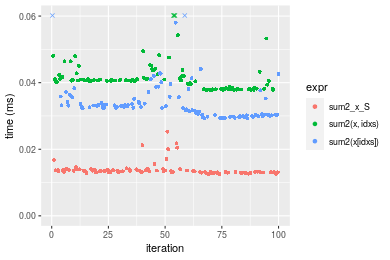 0.06
0.04
0.02
0.00
time (ms)
0
25
50
75
100
iteration
expr
sum2_x_S
sum2(x, idxs)
sum2(x[idxs])